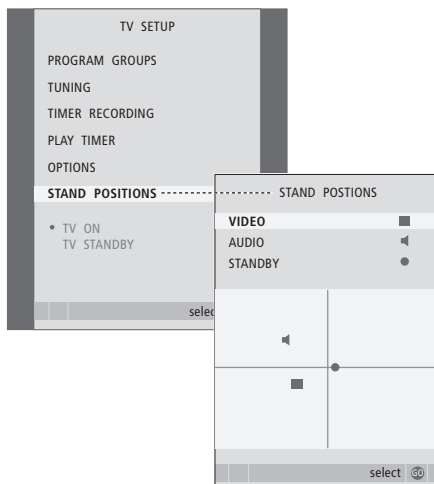 TV SETUP
PROGRAM GROUPS
TUNING
TIMER RECORDING
PLAY TIMER
OPTIONS
STAND POSITIONS
• TV ON
TV STANDBY
selec
STAND POSTIONS
VIDEO
AUDIO
STANDBY
select GO